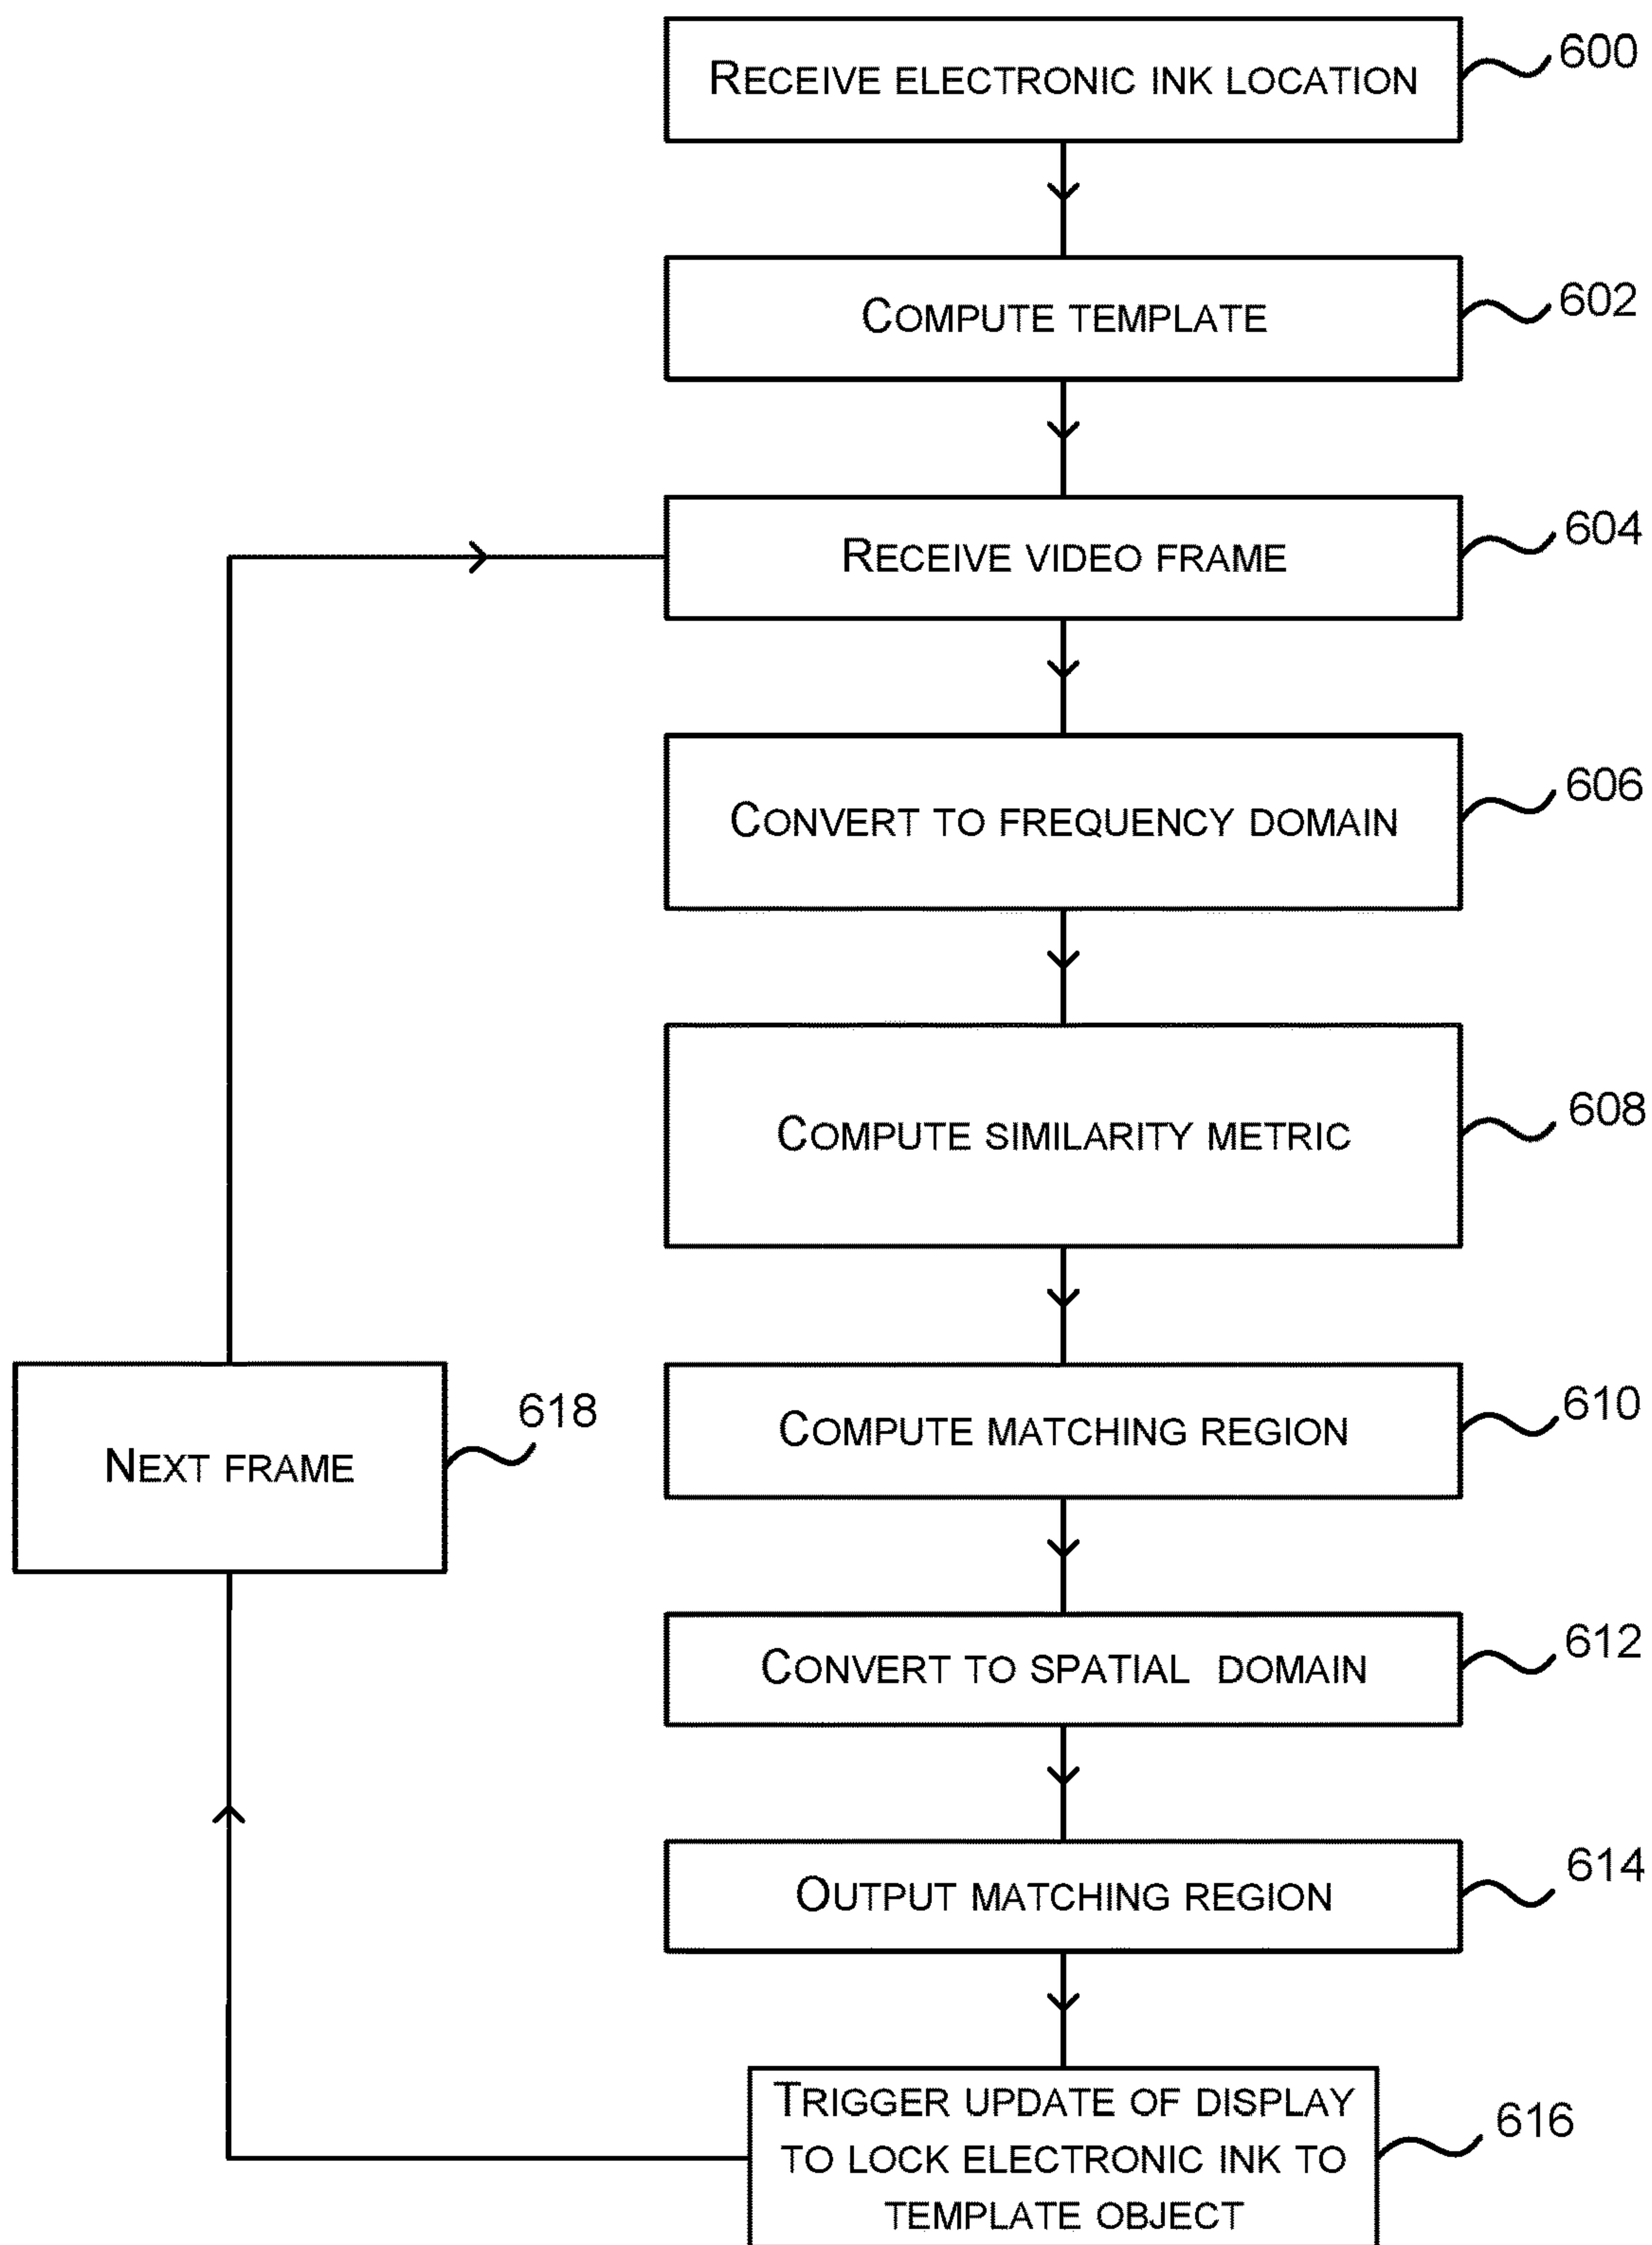 RECEIVE ELECTRONIC INK LOCATION
600
COMPUTE TEMPLATE
602
RECEIVE VIDEO FRAME
604
CONVERT TO FREQUENCY DOMAIN
606
COMPUTE SIMILARITY METRIC
608
COMPUTE MATCHING REGION
610
NEXT FRAME
618
CONVERT TO SPATIAL DOMAIN
612
OUTPUT MATCHING REGION
614
TRIGGER UPDATE OF DISPLAY
TO LOCK ELECTRONIC INK TO
TEMPLATE OBJECT
616